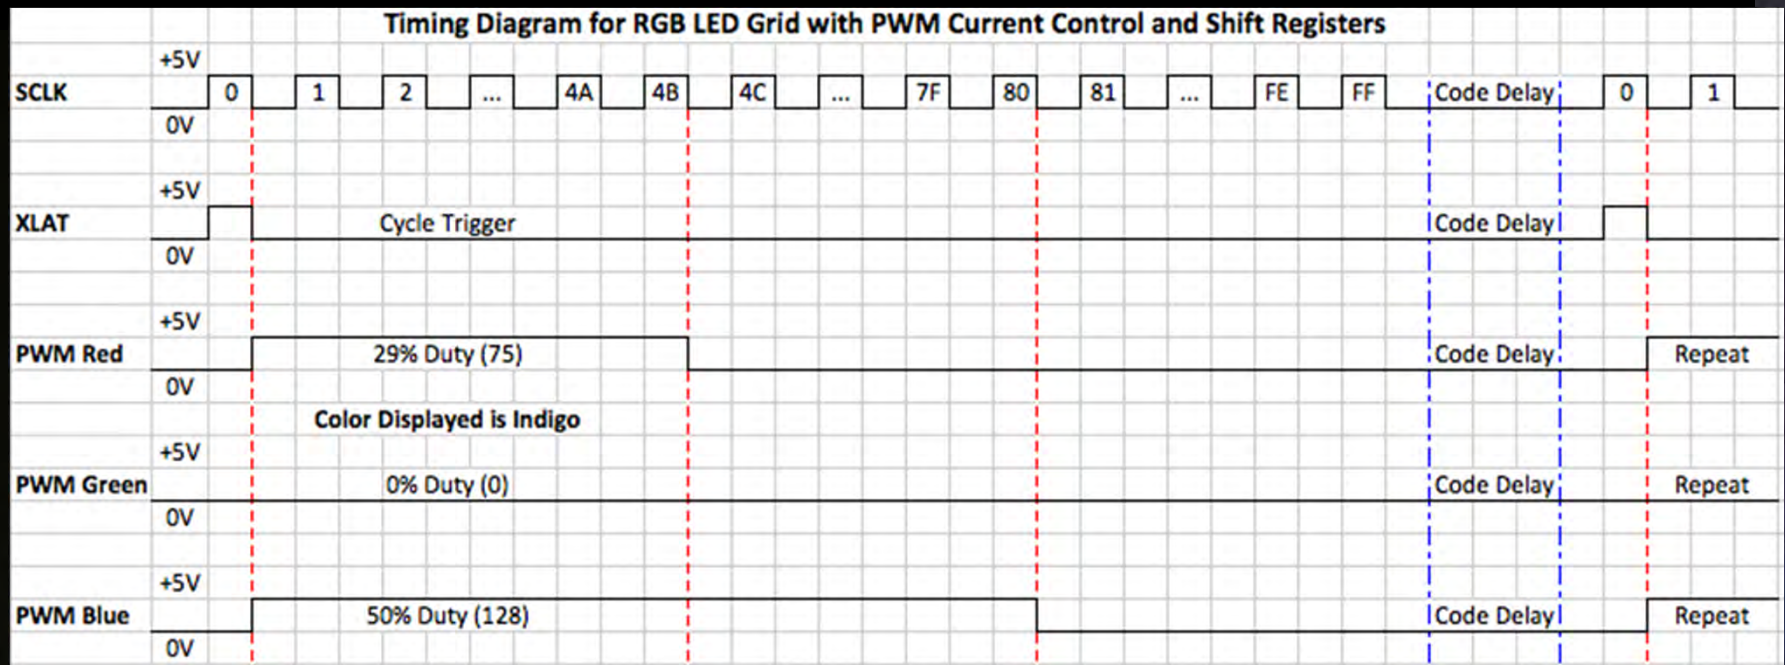 Timing Diagram for RGB LED Grid with PWM Current Control and Shift Registers
+5V
SCLK 0 1 2 ... 4A 4B 4C ... 7F 80 81 ... FE FF Code Delay 0 1
0V
+5V
XLAT Cycle Trigger Code Delay
0V
+5V
PWM Red 29% Duty (75) Code Delay Repeat
0V
Color Displayed is Indigo
+5V
PWM Green 0% Duty (0) Code Delay Repeat
0V
+5V
PWM Blue 50% Duty (128) Code Delay Repeat
0V